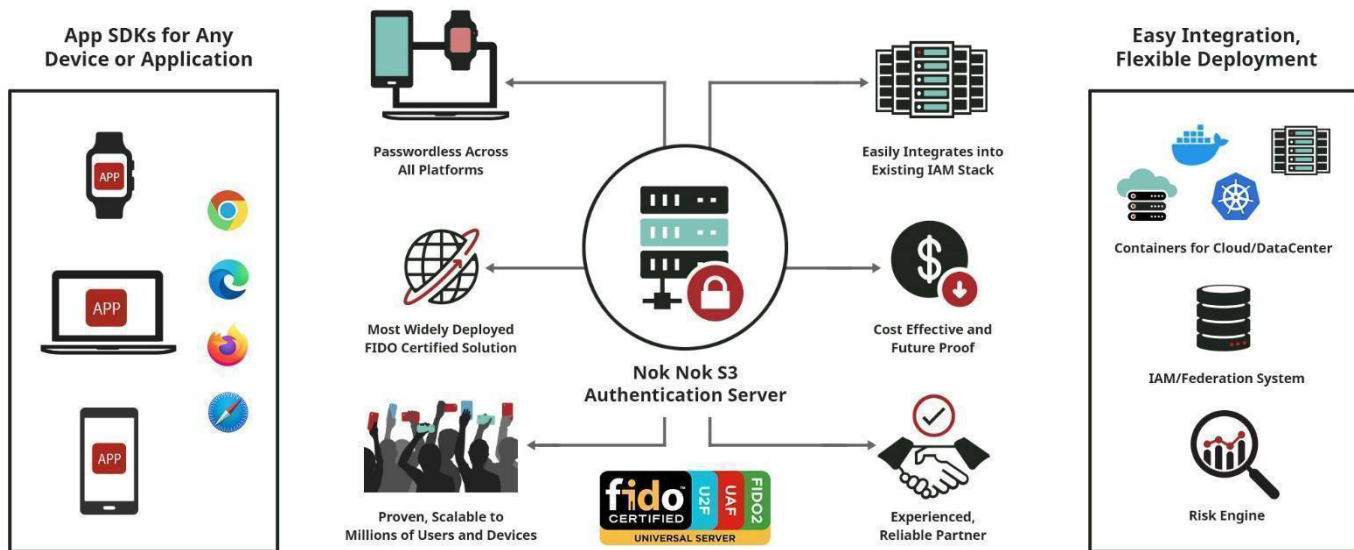 App SDKs for Any
Device or Application
APP
APP
APP
Passwordless Across
All Platforms
Most Widely Deployed
FIDO Certified Solution
Proven, Scalable to
Millions of Users and Devices
Nok Nok S3
Authentication Server
fido™
CERTIFIED
U2F
UAF
FIDO2
UNIVERSAL SERVER
Easily Integrates into
Existing IAM Stack
$
Cost Effective and
Future Proof
Experienced,
Reliable Partner
Easy Integration,
Flexible Deployment
Containers for Cloud/DataCenter
IAM/Federation System
Risk Engine